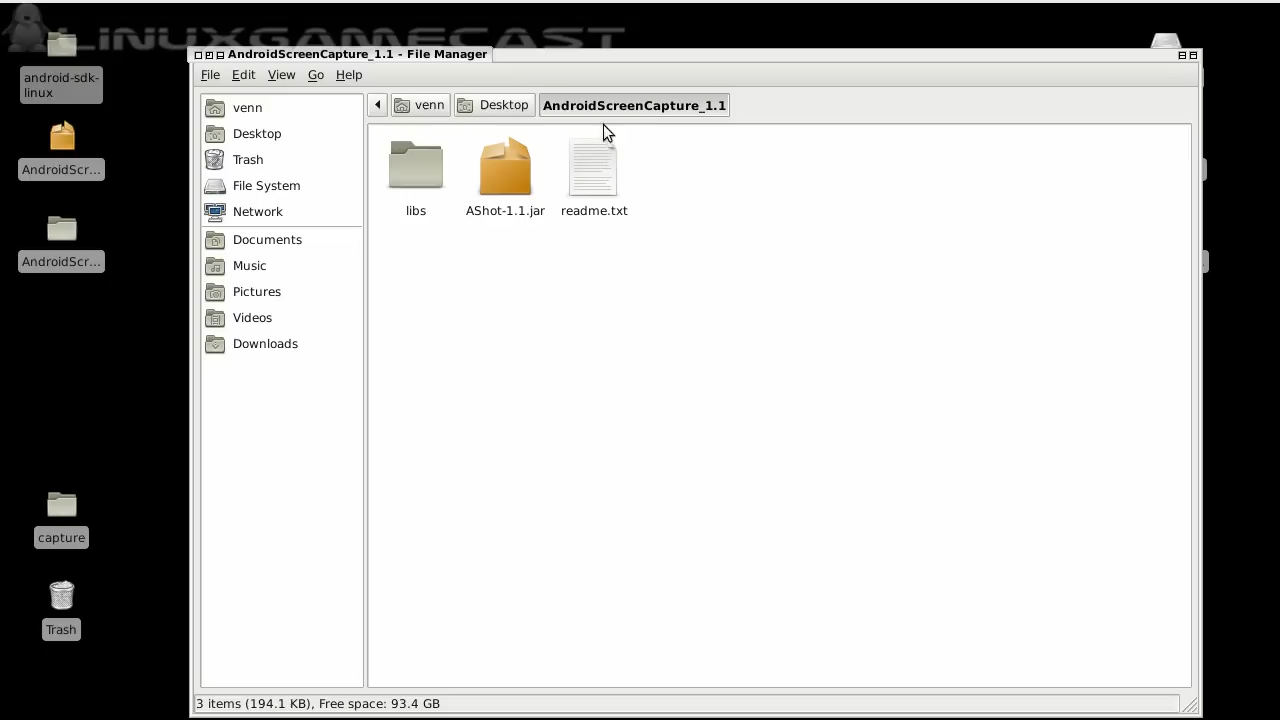 LINUXGAMECAST
android-sdk-
linux
AndroidScr...
AndroidScr...
capture
Trash
AndroidScreenCapture_1.1 - File Manager
File Edit View Go Help
venn Desktop AndroidScreenCapture_1.1
venn
Desktop
Trash
File System
Network
Documents
Music
Pictures
Videos
Downloads
libs AShot-1.1.jar readme.txt
3 items (194.1 KB), Free space: 93.4 GB